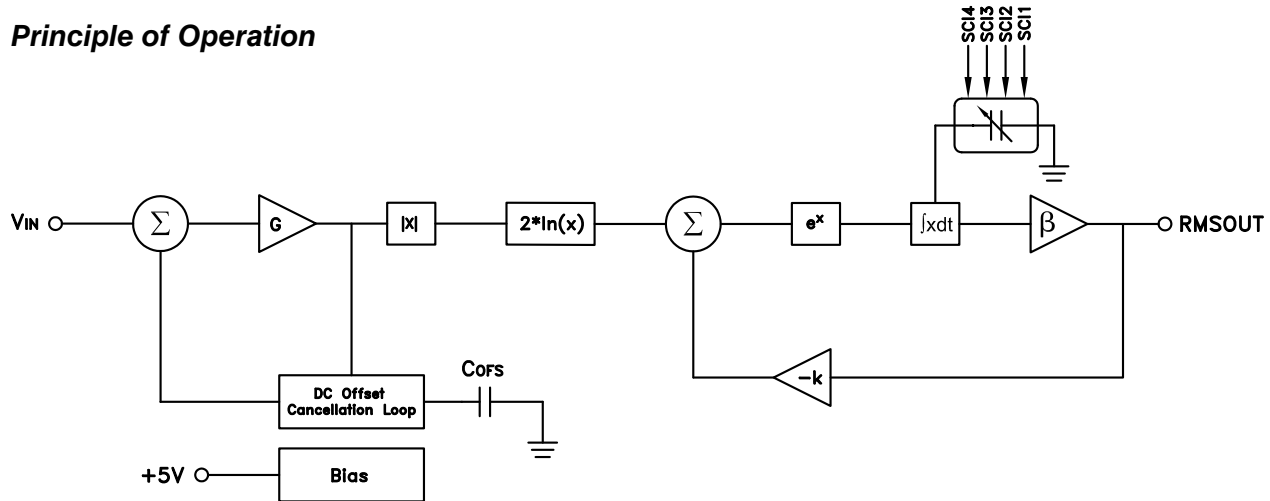 Principle of Operation
SCI4
SCI3
SCI2
SCI1
VIN
Σ
G
|X|
2*ln(x)
Σ
e^x
∫xdt
β
RMSOUT
-k
DC Offset
Cancellation Loop
COFS
+5V
Bias